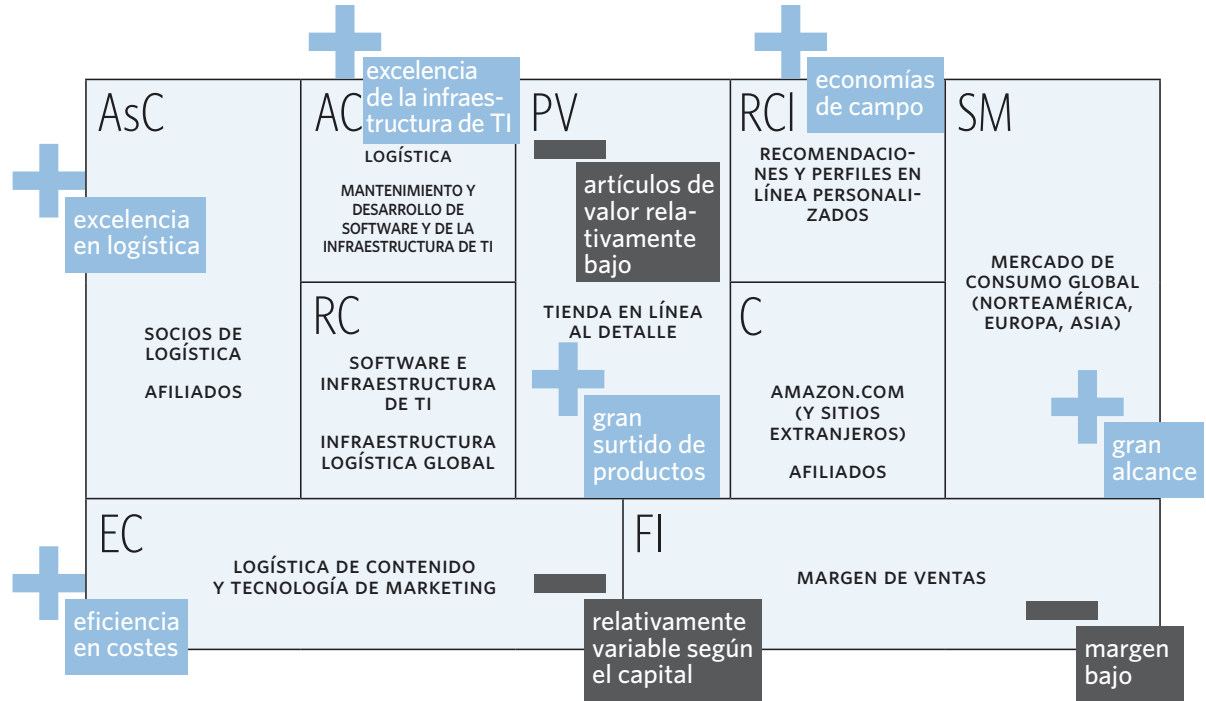 AsC
excelencia
en logística
SOCIOS DE
LOGÍSTICA
AFILIADOS
AC
excelencia
de la infraes-
tructura de TI
LOGÍSTICA
MANTENIMIENTO Y
DESARROLLO DE
SOFTWARE Y DE LA
INFRAESTRUCTURA DE TI
RC
SOFTWARE E
INFRAESTRUCTURA
DE TI
INFRAESTRUCTURA
LOGÍSTICA GLOBAL
PV
artículos de
valor rela-
tivamente
bajo
TIENDA EN LÍNEA
AL DETALLE
gran
surtido de
productos
RCl
economías
de campo
RECOMENDACIO-
NES Y PERFILES EN
LÍNEA PERSONALI-
ZADOS
C
AMAZON.COM
(Y SITIOS
EXTRANJEROS)
AFILIADOS
SM
MERCADO DE
CONSUMO GLOBAL
(NORTEAMÉRICA,
EUROPA, ASIA)
gran
alcance
EC
LOGÍSTICA DE CONTENIDO
Y TECNOLOGÍA DE MARKETING
eficiencia
en costes
relativamente
variable según
el capital
FI
MARGEN DE VENTAS
margen
bajo